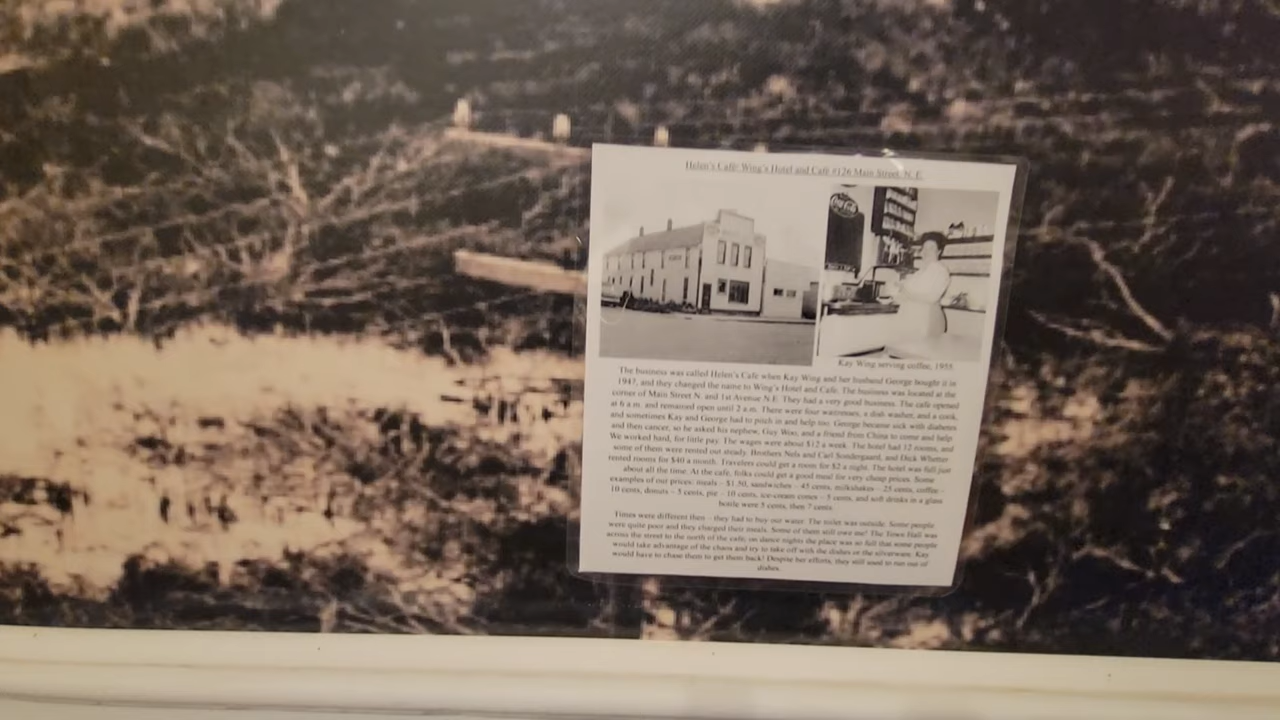 Helen's Cafe/ Wing's Hotel and Café #126 Main Street, N. E.
Coca-Cola
Kay Wing serving coffee, 1955.
The business was called Helen's Cafe when Kay Wing and her husband George bought it in
1947, and they changed the name to Wing's Hotel and Cafe. The business was located at the
corner of Main Street N. and 1st Avenue N.E. They had a very good business. The cafe opened
at 6 a.m. and remained open until 2 a.m. There were four waitresses, a dish washer, and a cook,
and sometimes Kay and George had to pitch in and help too. George became sick with diabetes
and then cancer, so he asked his nephew, Guy Woo, and a friend from China to come and help.
We worked hard, for little pay. The wages were about $12 a week. The hotel had 12 rooms, and
some of them were rented out steady. Brothers Nels and Carl Sondergaard, and Dick Whetter
rented rooms for $40 a month. Travelers could get a room for $2 a night. The hotel was full just
about all the time. At the cafe, folks could get a good meal for very cheap prices. Some
examples of our prices: meals – $1.50, sandwiches – 45 cents, milkshakes – 25 cents, coffee –
10 cents, donuts – 5 cents, pie – 10 cents, ice-cream cones – 5 cents, and soft drinks in a glass
bottle were 5 cents, then 7 cents.
Times were different then – they had to buy our water. The toilet was outside. Some people
were quite poor and they charged their meals. Some of them still owe me! The Town Hall was
across the street to the north of the cafe; on dance nights the place was so full that some people
would take advantage of the chaos and try to take off with the dishes or the silverware. Kay
would have to chase them to get them back! Despite her efforts, they still used to run out of
dishes.